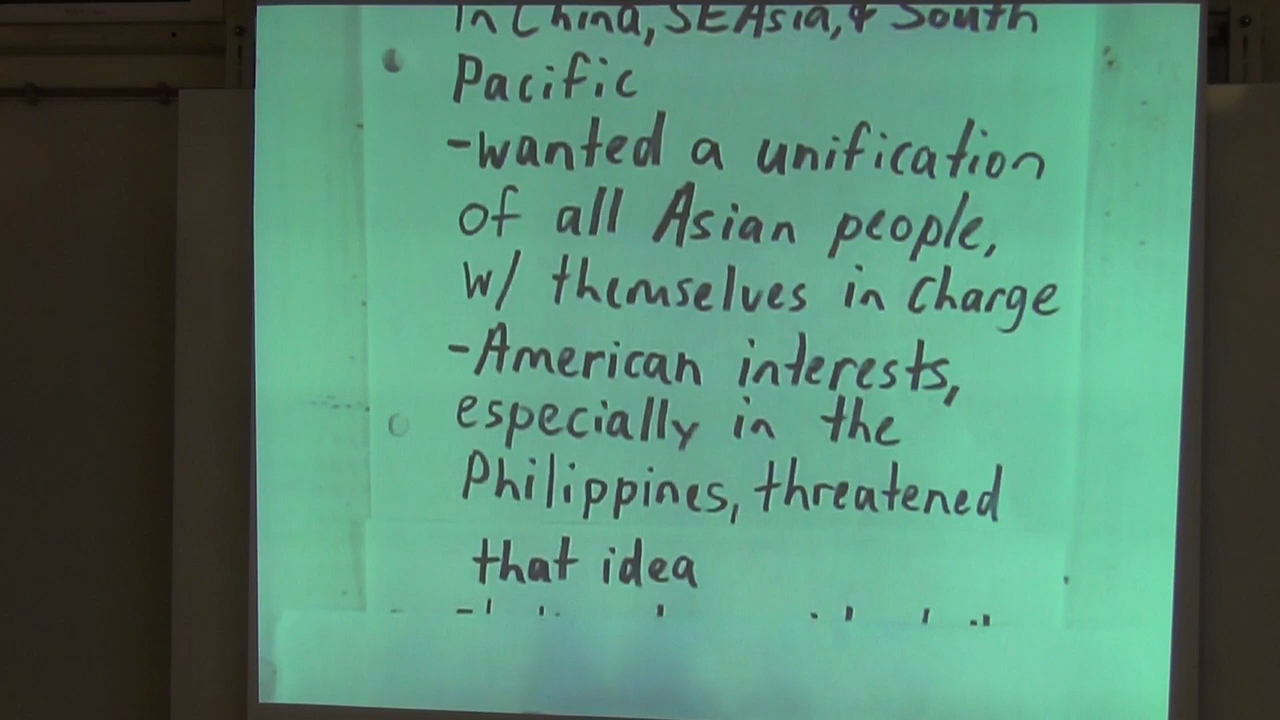 in China, SE Asia, & South
Pacific
-wanted a unification
of all Asian people,
w/ themselves in charge
-American interests,
especially in the
Philippines, threatened
that idea